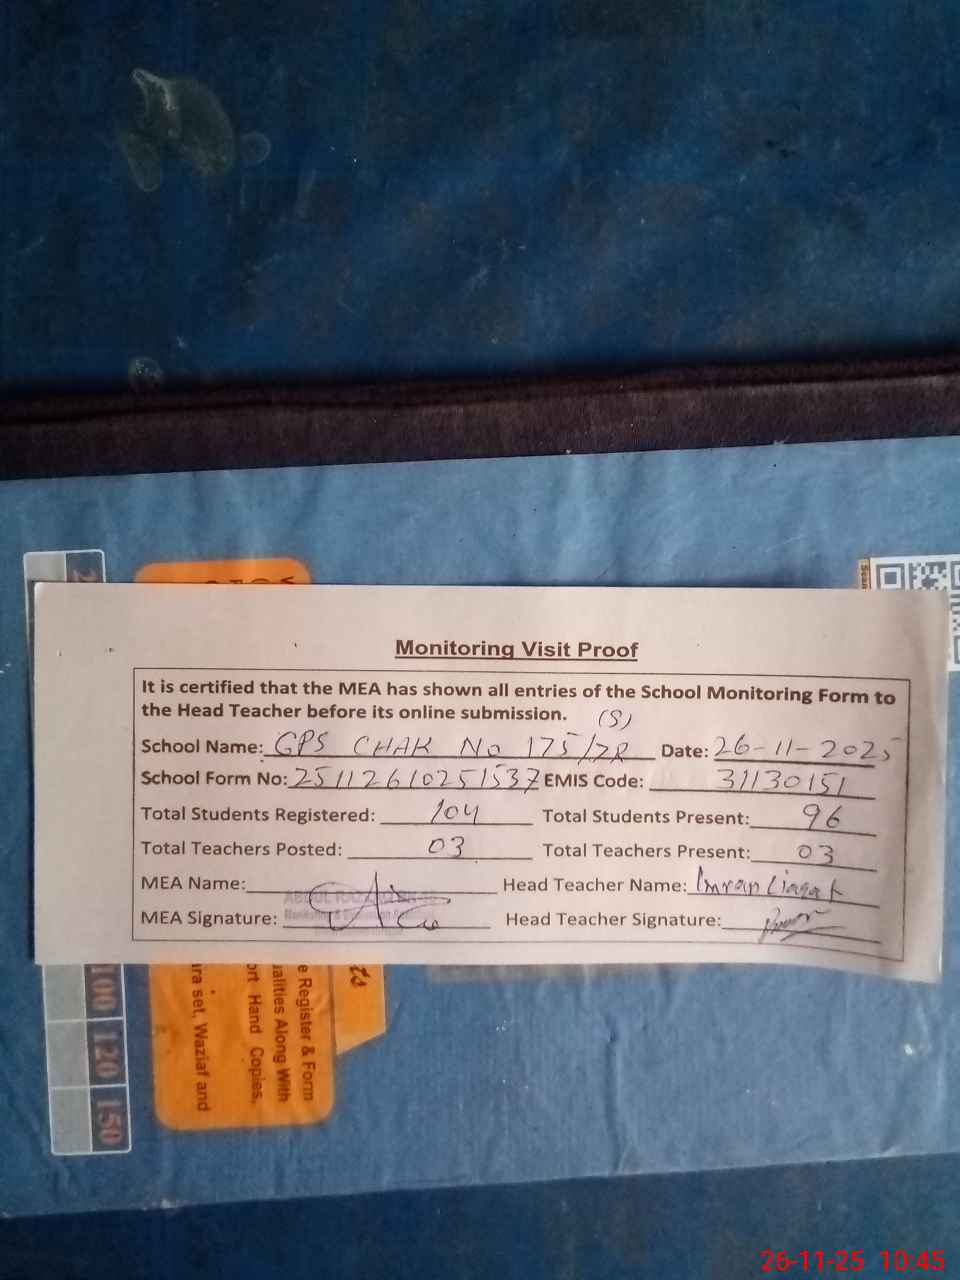 Monitoring Visit Proof
It is certified that the MEA has shown all entries of the School Monitoring Form to
the Head Teacher before its online submission. (S)
School Name: GPS CHAK No 175/7R Date: 26-11-2025
School Form No: 25112610251537 EMIS Code: 31130151
Total Students Registered: 104 Total Students Present: 96
Total Teachers Posted: 03 Total Teachers Present: 03
MEA Name: Head Teacher Name: Imran Liaqat
MEA Signature: Head Teacher Signature:
e Register & Form
ualities Along With
ort Hand Copies,
ara set, Waziaf and
100 120 150
26-11-25 10:45